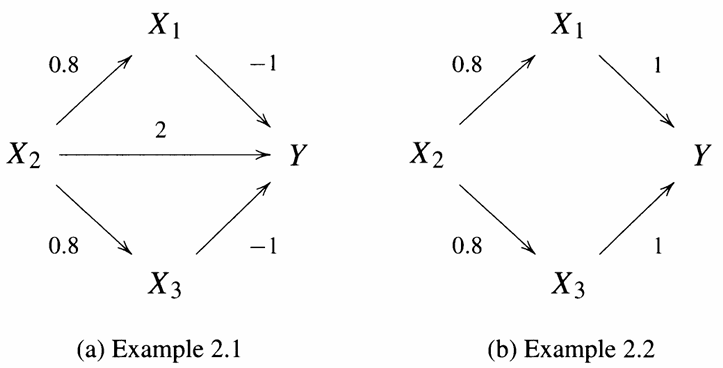 X1 X1
0.8 −1 0.8 1
2
X2 Y X2 Y
0.8 −1 0.8 1
X3 X3
(a) Example 2.1 (b) Example 2.2